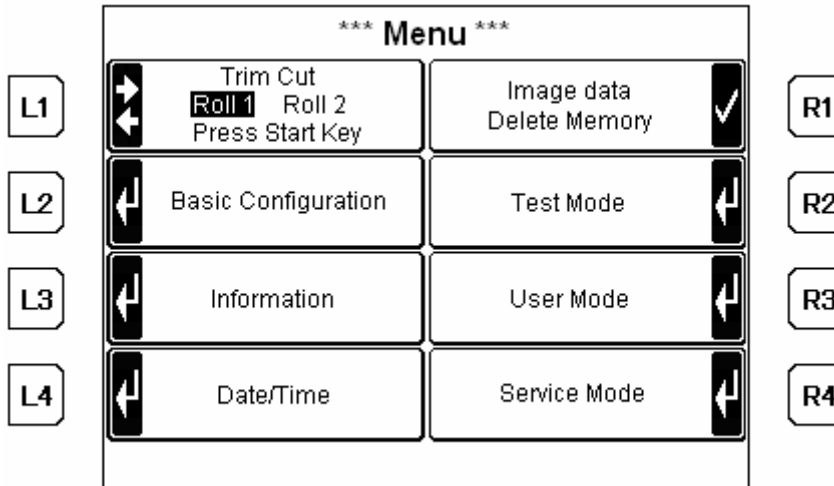 *** Menu ***
L1
Trim Cut
Roll 1 Roll 2
Press Start Key
Image data
Delete Memory
R1
L2
Basic Configuration
Test Mode
R2
L3
Information
User Mode
R3
L4
Date/Time
Service Mode
R4